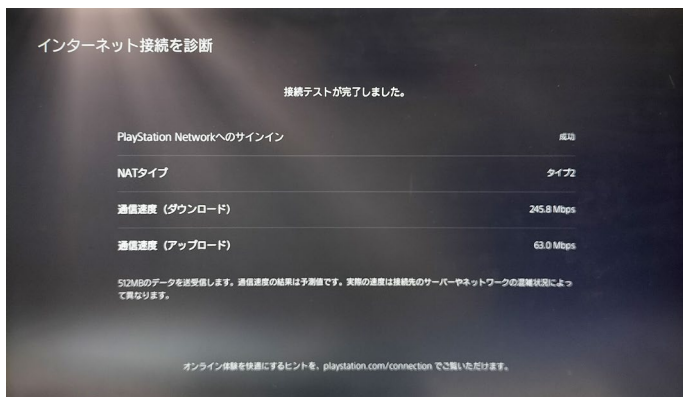 インターネット接続を診断
接続テストが完了しました。
PlayStation Networkへのサインイン 成功
NATタイプ タイプ2
通信速度（ダウンロード） 245.8 Mbps
通信速度（アップロード） 63.0 Mbps
512MBのデータを送受信します。通信速度の結果は予測値です。実際の速度は接続先のサーバーやネットワークの混雑状況によっ
て異なります。
オンライン体験を快適にするヒントを、playstation.com/connection でご覧いただけます。